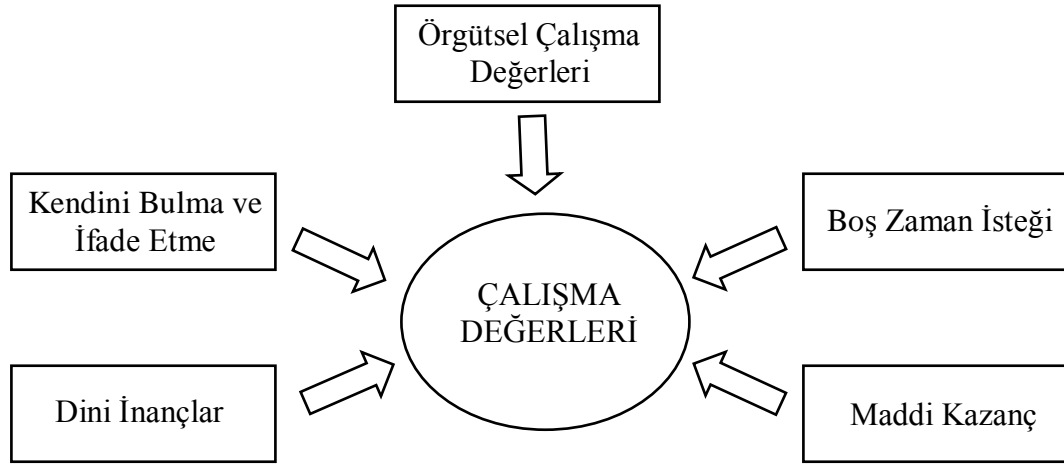 Örgütsel Çalışma
Değerleri
Kendini Bulma ve
İfade Etme
Boş Zaman İsteği
ÇALIŞMA
DEĞERLERİ
Dini İnançlar
Maddi Kazanç